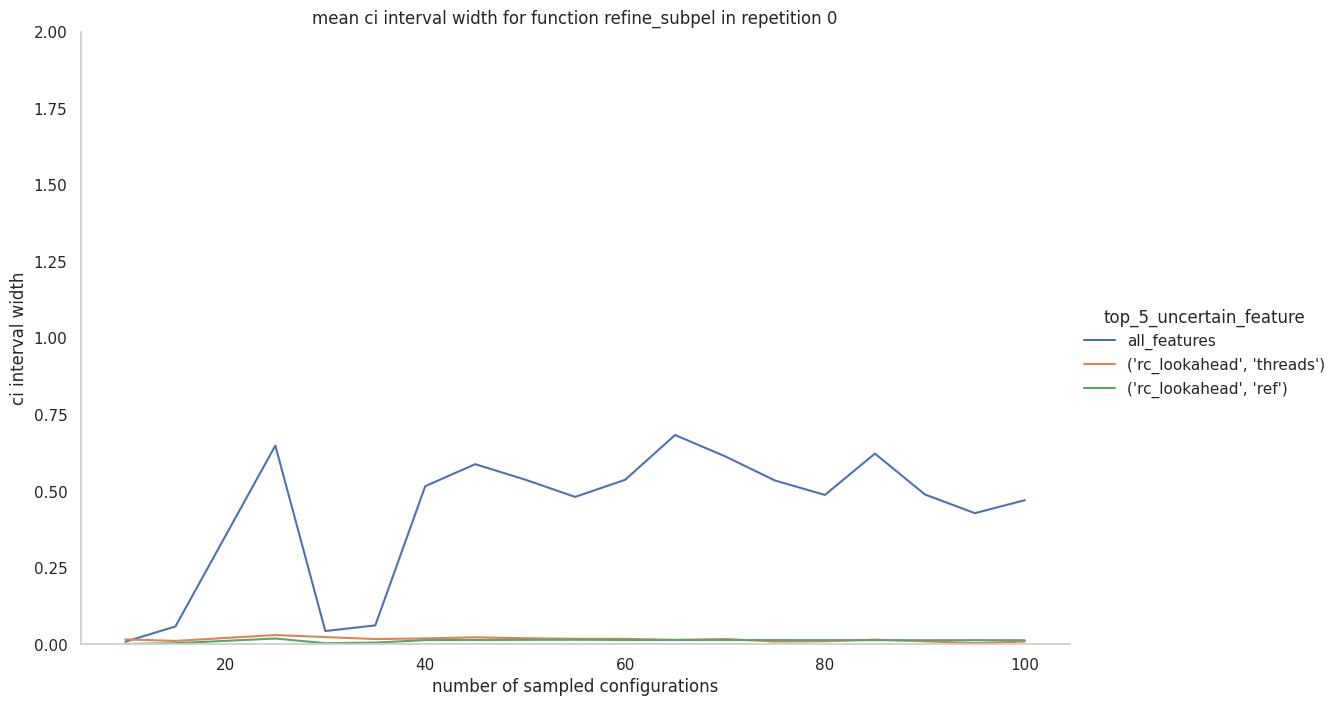 mean ci interval width for function refine_subpel in repetition 0
2.00
1.75
1.50
1.25
1.00
0.75
0.50
0.25
0.00
ci interval width
20
40
60
80
100
number of sampled configurations
top_5_uncertain_feature
all_features
('rc_lookahead', 'threads')
('rc_lookahead', 'ref')